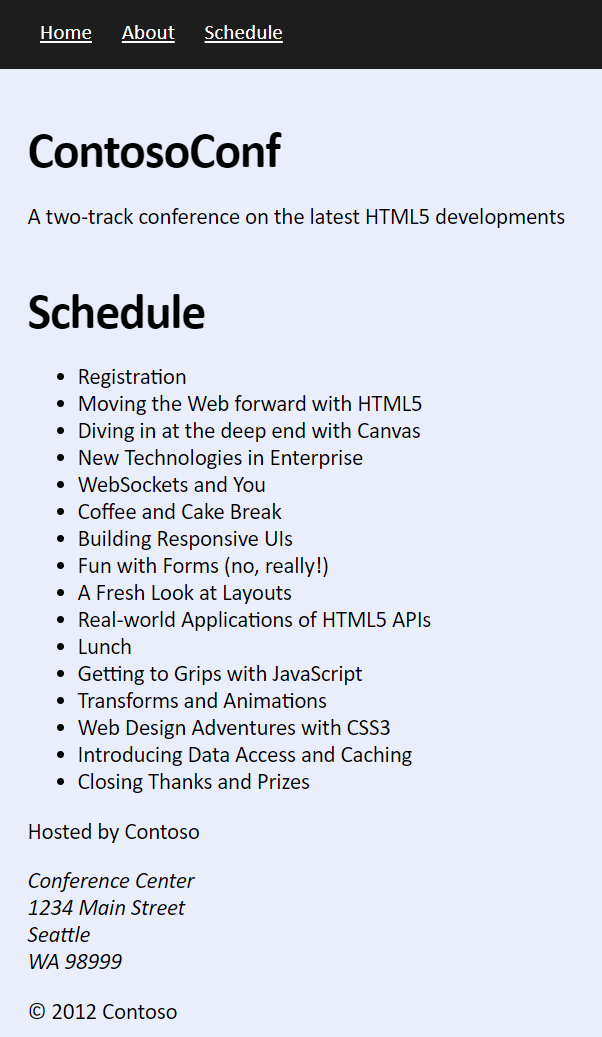 Home About Schedule
ContosoConf
A two-track conference on the latest HTML5 developments
Schedule
• Registration
• Moving the Web forward with HTML5
• Diving in at the deep end with Canvas
• New Technologies in Enterprise
• WebSockets and You
• Coffee and Cake Break
• Building Responsive UIs
• Fun with Forms (no, really!)
• A Fresh Look at Layouts
• Real-world Applications of HTML5 APIs
• Lunch
• Getting to Grips with JavaScript
• Transforms and Animations
• Web Design Adventures with CSS3
• Introducing Data Access and Caching
• Closing Thanks and Prizes
Hosted by Contoso
Conference Center
1234 Main Street
Seattle
WA 98999
© 2012 Contoso